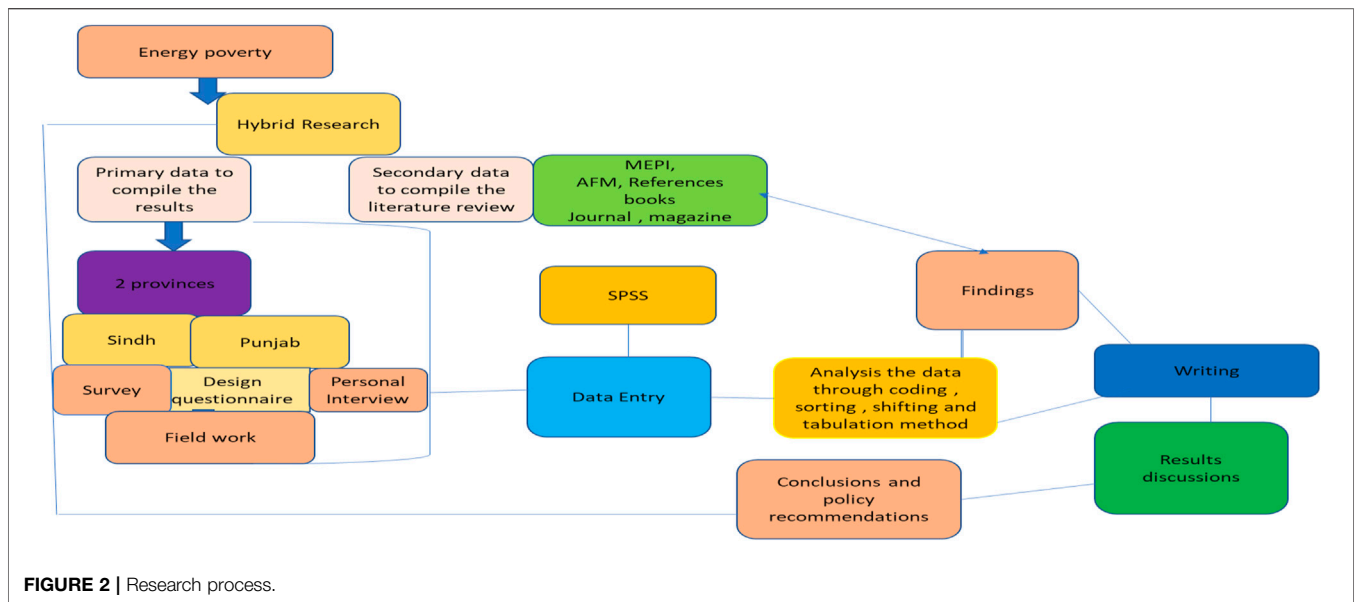 Energy poverty
Hybrid Research
Primary data to
compile the
results
Secondary data
to compile the
literature review
MEPI,
AFM, References
books
Journal , magazine
2 provinces
Sindh
Punjab
Survey
Design
questionnaire
Personal
Interview
Field work
SPSS
Data Entry
Findings
Analysis the data
through coding ,
sorting , shifting and
tabulation method
Writing
Results
discussions
Conclusions and
policy
recommendations
FIGURE 2 | Research process.